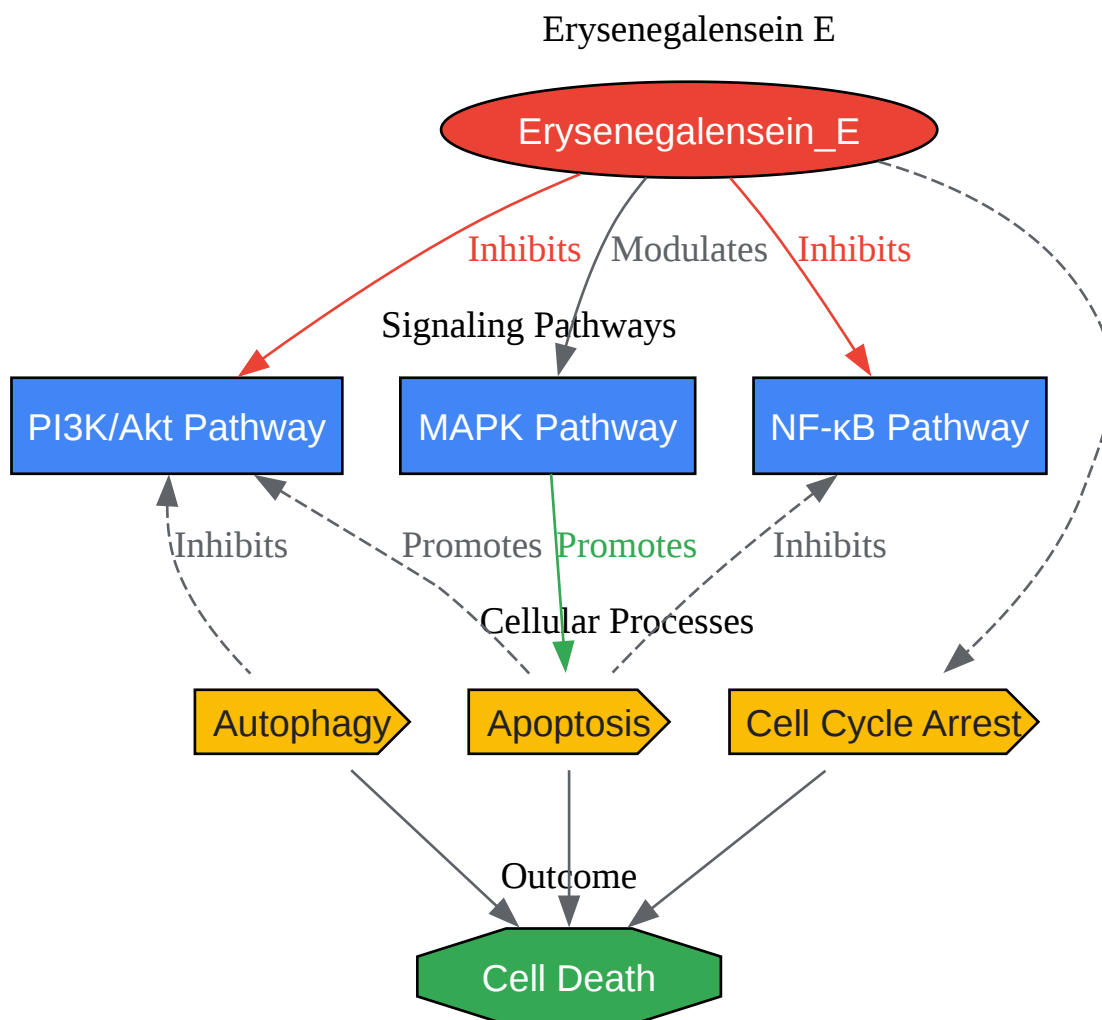 Erysenegalensein E
Erysenegalensein_E
Inhibits
Modulates
Inhibits
Signaling Pathways
PI3K/Akt Pathway
MAPK Pathway
NF-κB Pathway
Inhibits
Promotes
Promotes
Inhibits
Cellular Processes
Autophagy
Apoptosis
Cell Cycle Arrest
Outcome
Cell Death